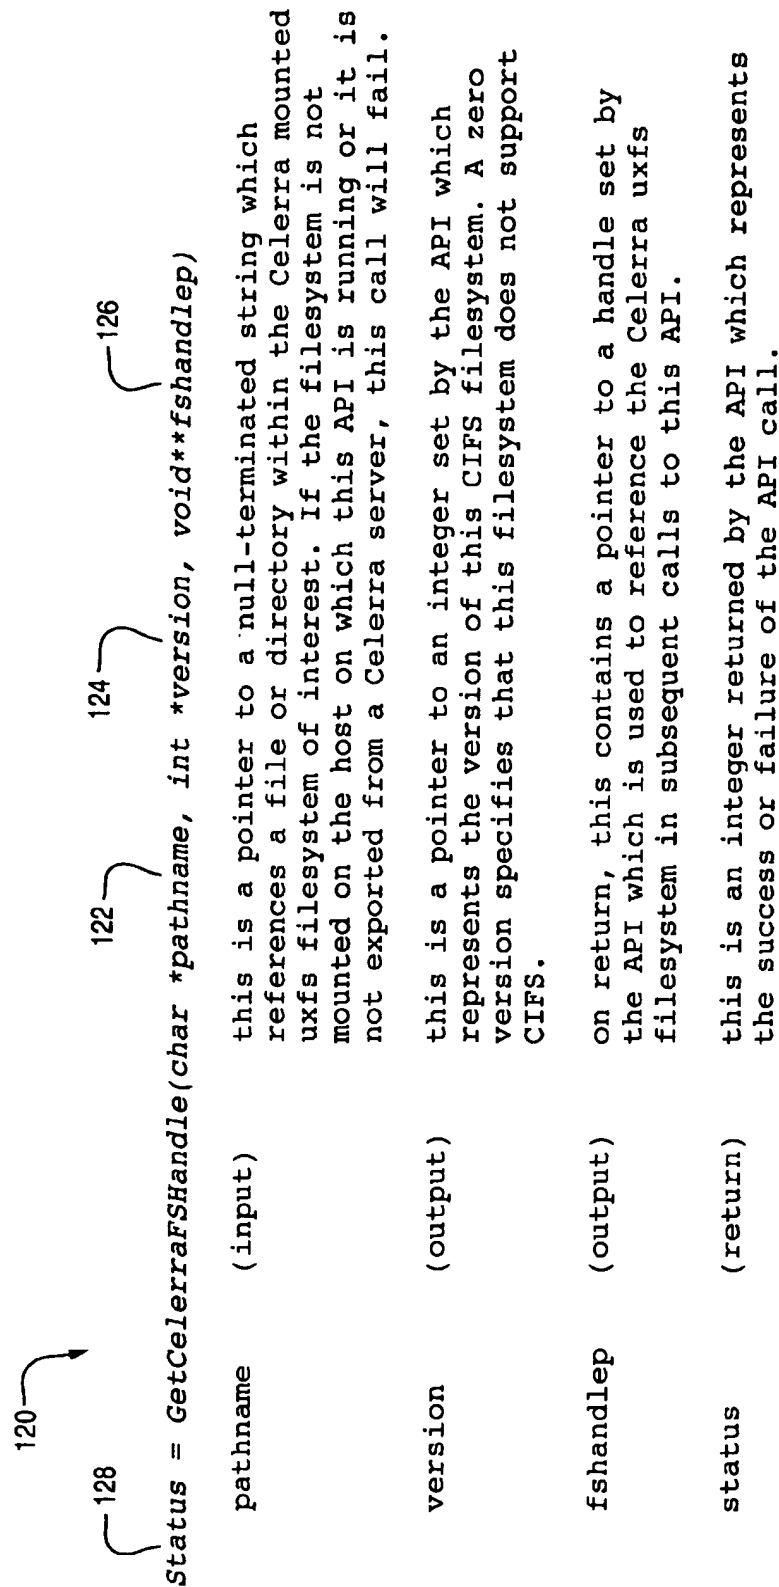 120
128
122
124
126
Status = GetCelerraFSHandle(char *pathname, int *version, void**fshandlep)
pathname (input) this is a pointer to a null-terminated string which
references a file or directory within the Celerra mounted
uxfs filesystem of interest. If the filesystem is not
mounted on the host on which this API is running or it is
not exported from a Celerra server, this call will fail.
version (output) this is a pointer to an integer set by the API which
represents the version of this CIFS filesystem. A zero
version specifies that this filesystem does not support
CIFS.
fshandlep (output) on return, this contains a pointer to a handle set by
the API which is used to reference the Celerra uxfs
filesystem in subsequent calls to this API.
status (return) this is an integer returned by the API which represents
the success or failure of the API call.